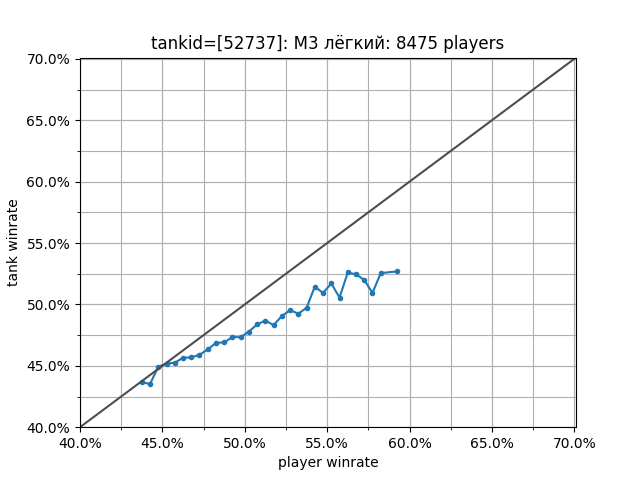 tankid=[52737]: М3 лёгкий: 8475 players
70.0%
65.0%
60.0%
55.0%
50.0%
45.0%
40.0%
tank winrate
40.0% 45.0% 50.0% 55.0% 60.0% 65.0% 70.0%
player winrate